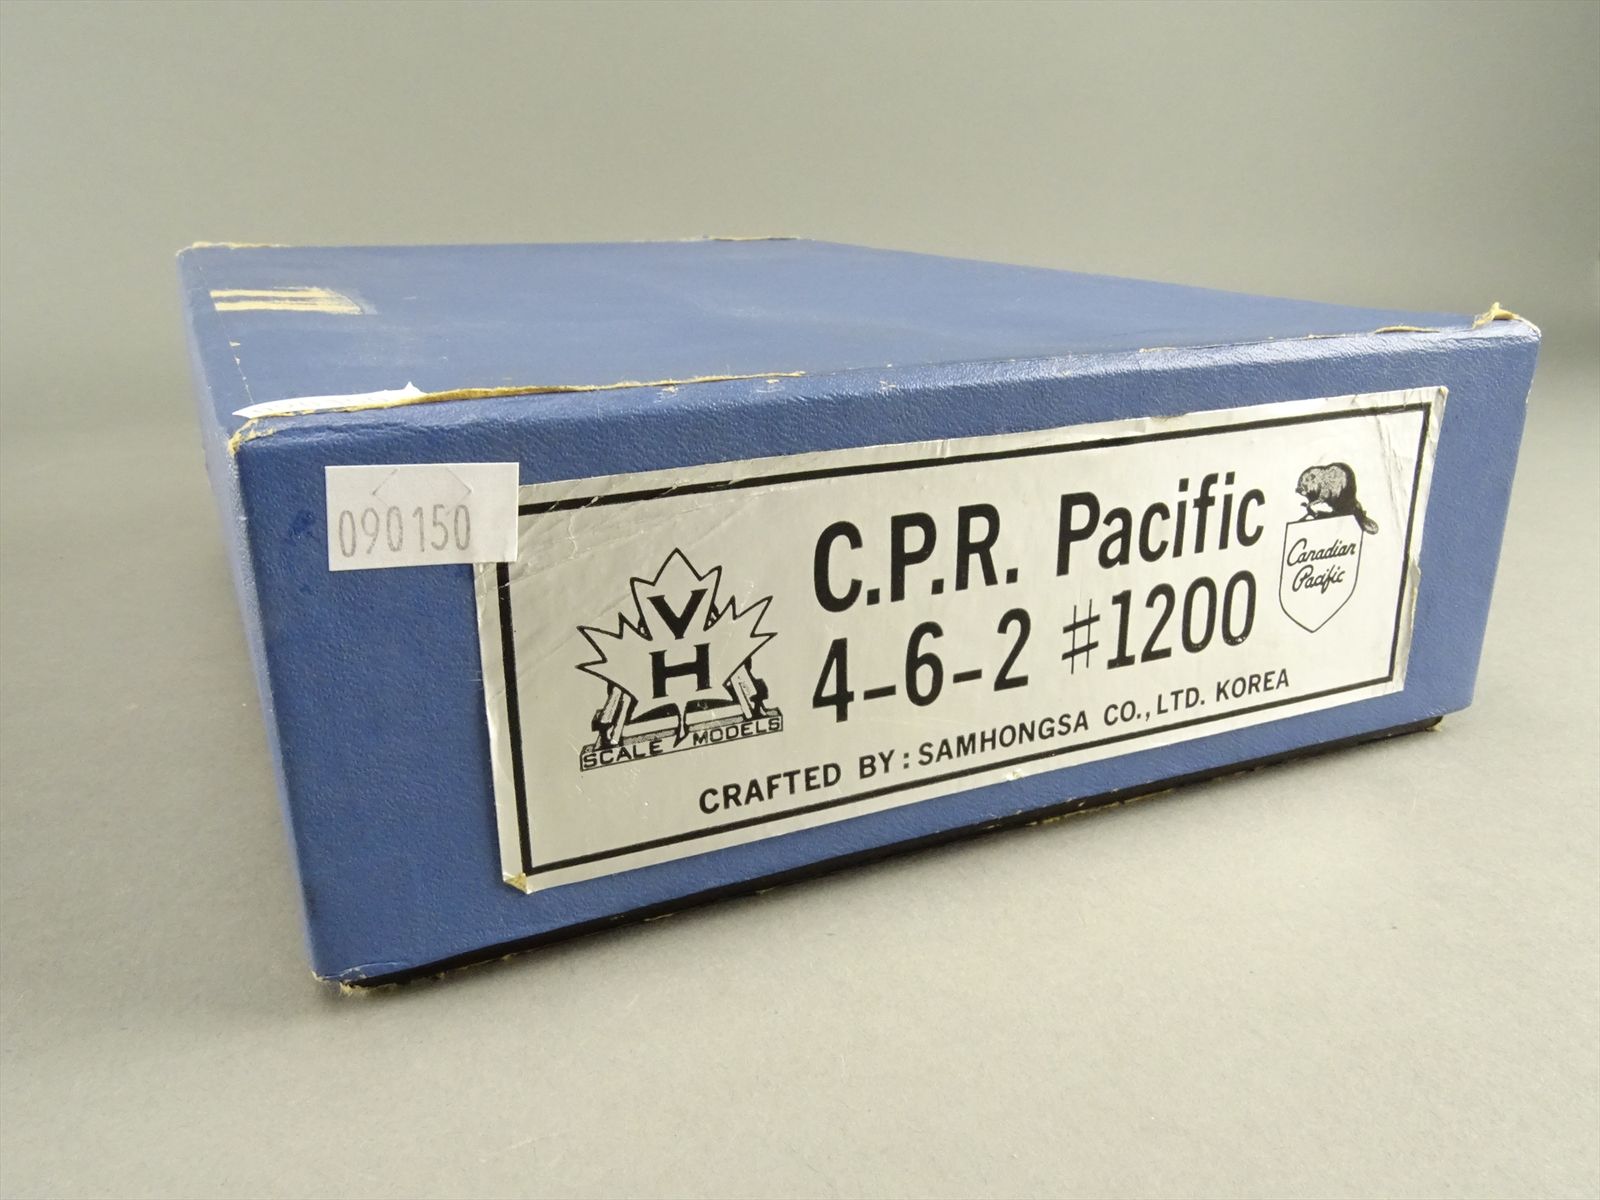 090150
V
H
SCALE MODELS
C.P.R. Pacific
4-6-2 #1200
CRAFTED BY: SAMHONGSA CO., LTD. KOREA
Canadian
Pacific